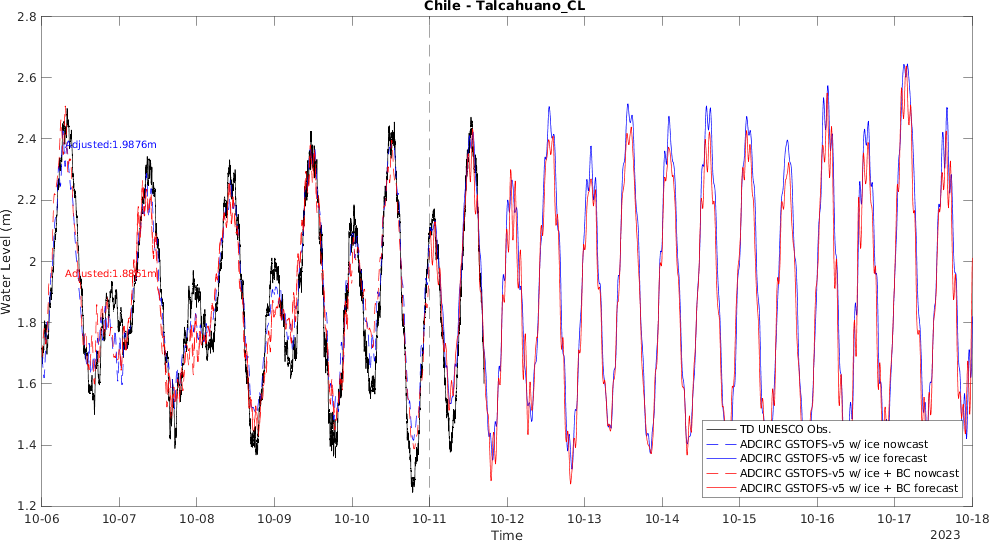 Chile - Talcahuano_CL
2.8
2.6
2.4
2.2
2
1.8
1.6
1.4
1.2
Water Level (m)
Adjusted:1.9876m
TD UNESCO Obs.
ADCIRC GSTOFS-v5 w/ ice nowcast
ADCIRC GSTOFS-v5 w/ ice forecast
ADCIRC GSTOFS-v5 w/ ice + BC nowcast
ADCIRC GSTOFS-v5 w/ ice + BC forecast
10-06 10-07 10-08 10-09 10-10 10-11 10-12 10-13 10-14 10-15 10-16 10-17 10-18
Time
2023